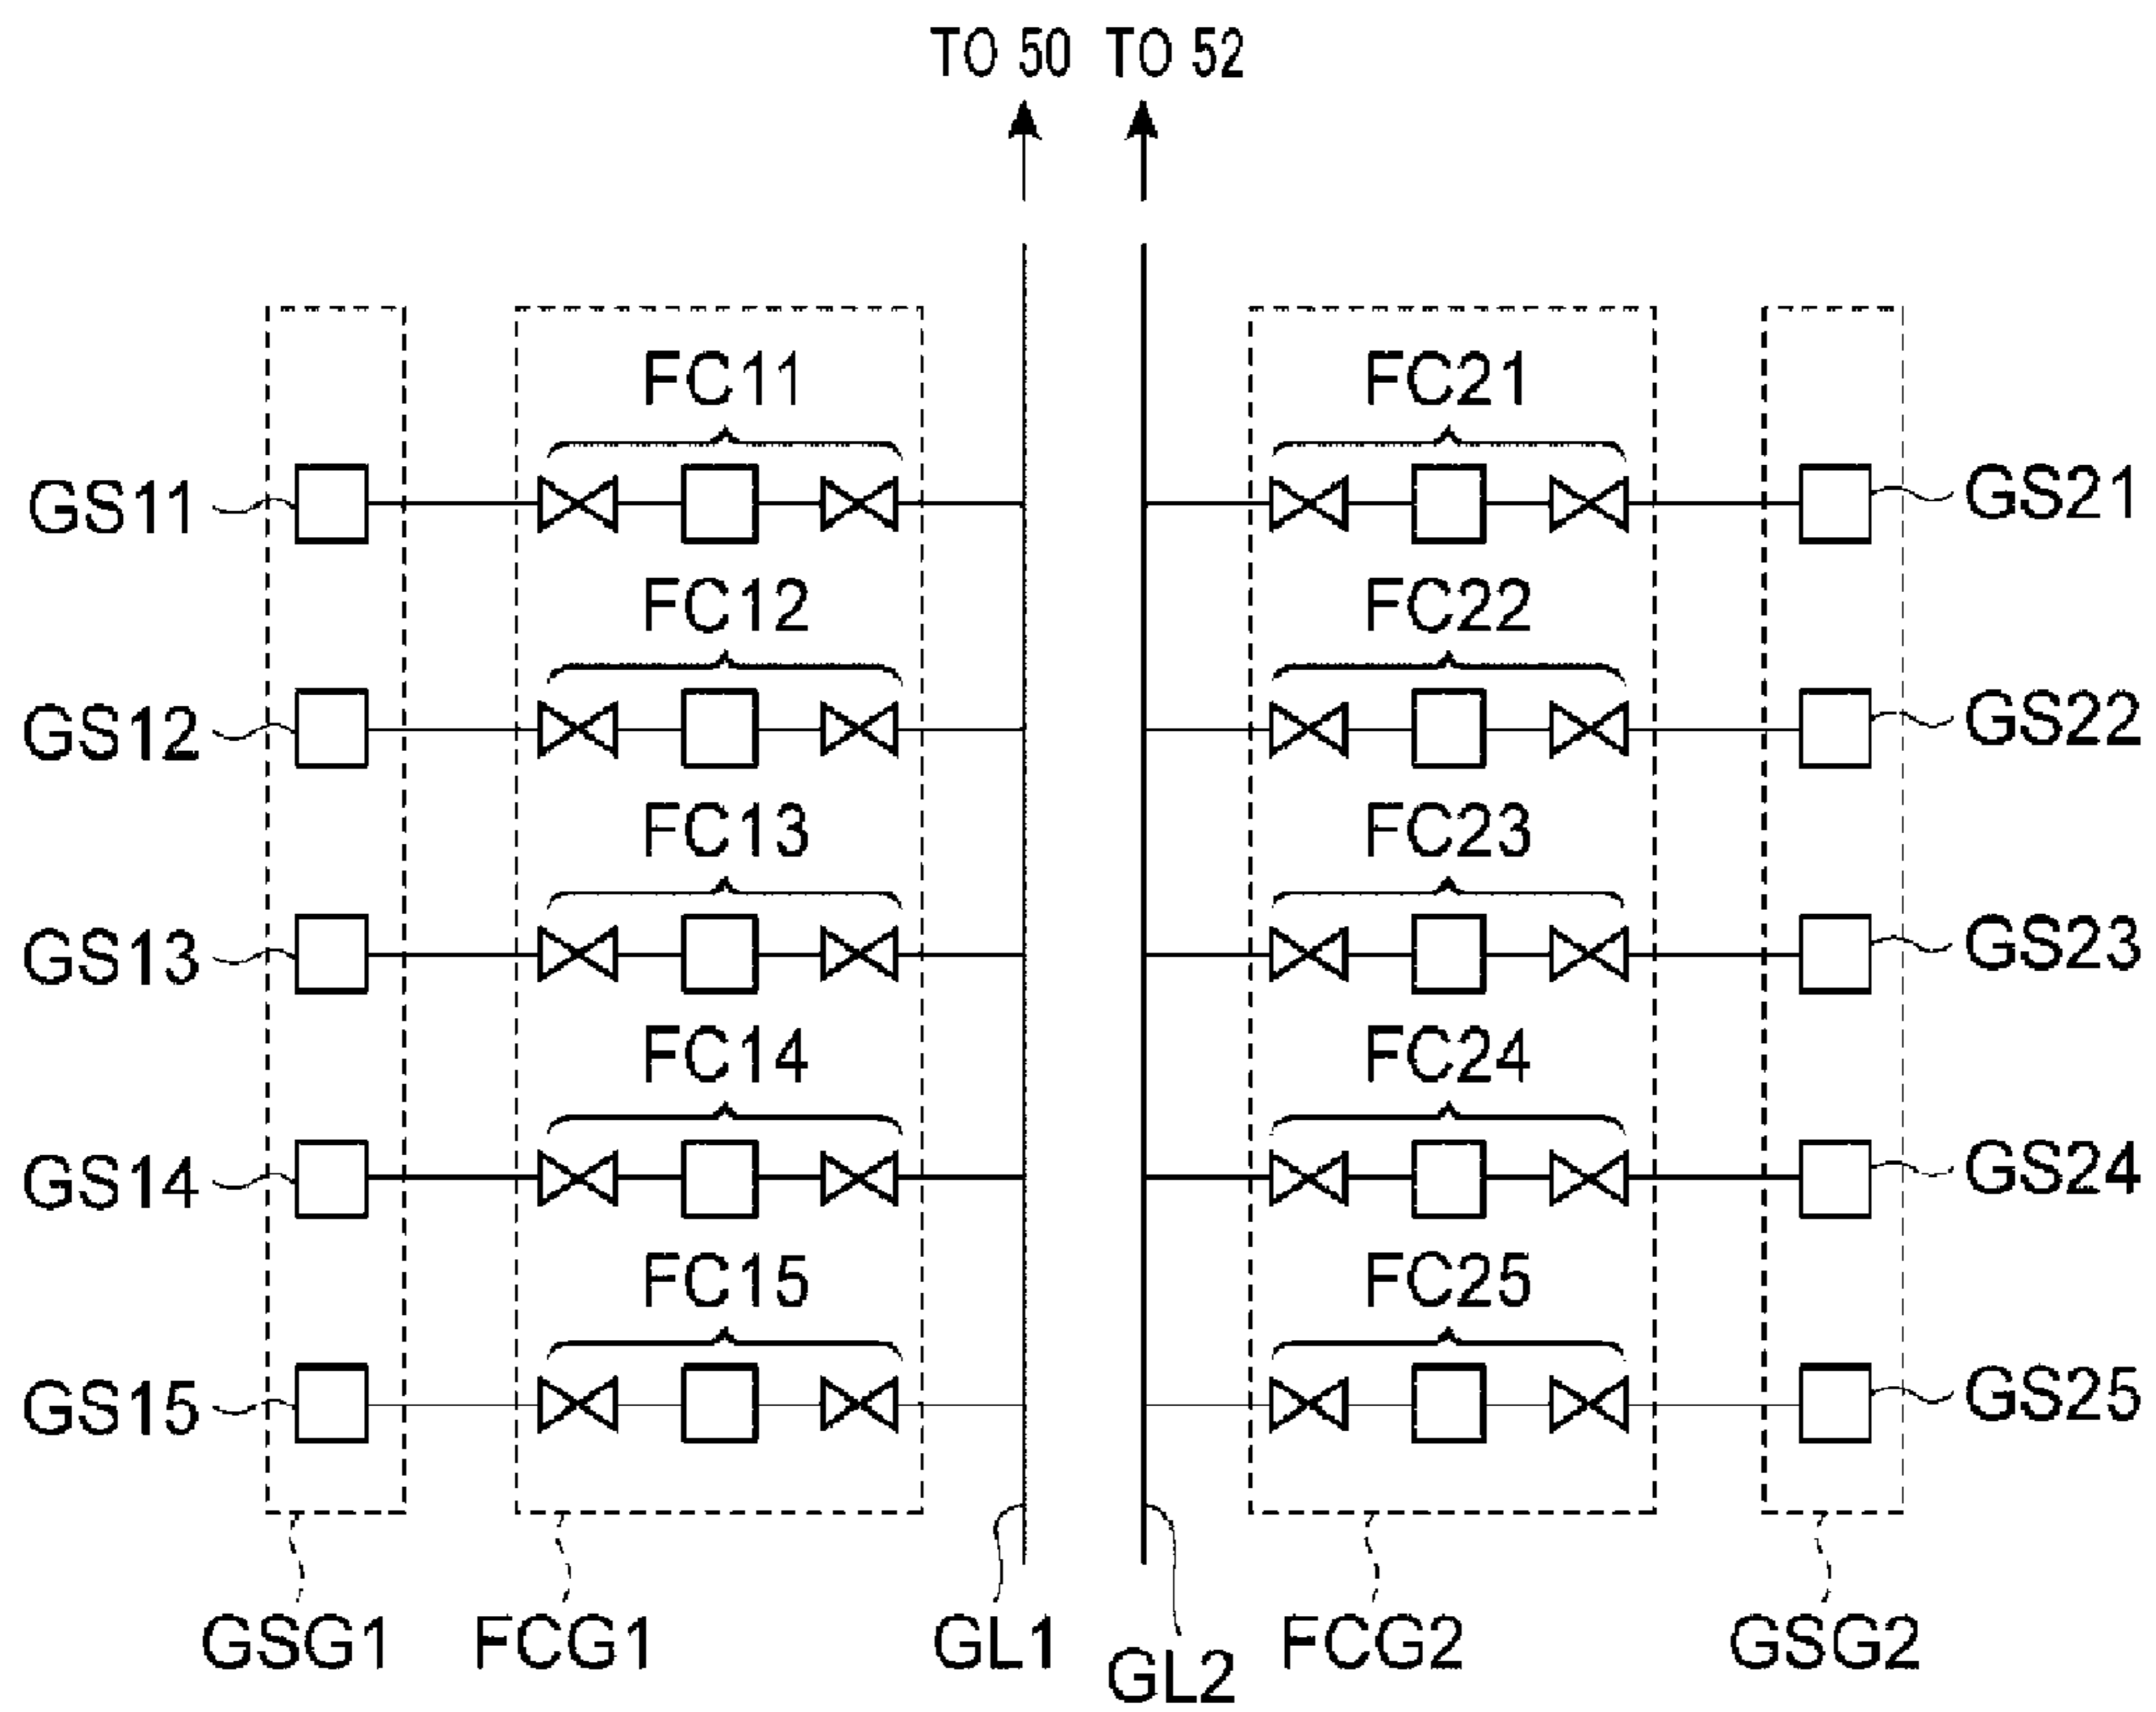 TO 50 TO 52
FC11 FC21
GS11 GS21
FC12 FC22
GS12 GS22
FC13 FC23
GS13 GS23
FC14 FC24
GS14 GS24
FC15 FC25
GS15 GS25
GSG1 FCG1 GL1 GL2 FCG2 GSG2